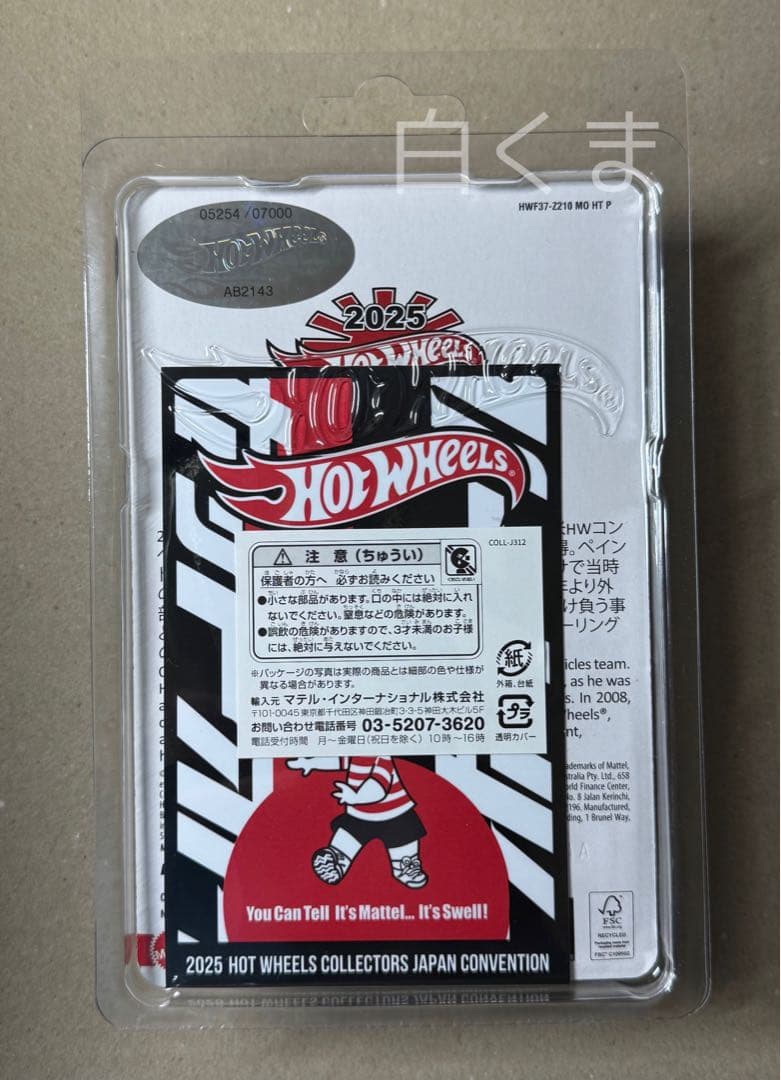 白くま
05254 /07000
HOT WHEELS®
AB2143
HWF37-Z210 MO HT P
2025
HOT WHEELS
HOT WHEELS®
HOT WHEELS®
COLL-J312
注 意（ちゅうい）
保護者の方へ 必ずお読みください
●小さな部品があります。口の中には絶対に入れ
ないでください。窒息などの危険があります。
●誤飲の危険がありますので、3才未満のお子様
には、絶対に与えないでください。
※パッケージの写真は実際の商品とは細部の色や仕様が
異なる場合があります。
輸入元 マテル・インターナショナル株式会社
〒101-0045 東京都千代田区神田鍛冶町3-3-5神田大木ビル5F
お問い合わせ電話番号 03-5207-3620
電話受付時間 月～金曜日(祝日を除く) 10時～16時
紙
外箱、台紙
プラ
透明カバー
HWコン
ペイン
で当時
より外
け負う事
ーリング
icles team.
, as he was
s. In 2008,
heels®,
nt,
ademarks of Mattel,
stralia Pty. Ltd., 658
orld Finance Center,
No. 8 Jalan Kerinchi,
2196. Manufactured,
ding, 1 Brunel Way,
You Can Tell It's Mattel... It's Swell!
2025 HOT WHEELS COLLECTORS JAPAN CONVENTION
FSC
RECYCLED